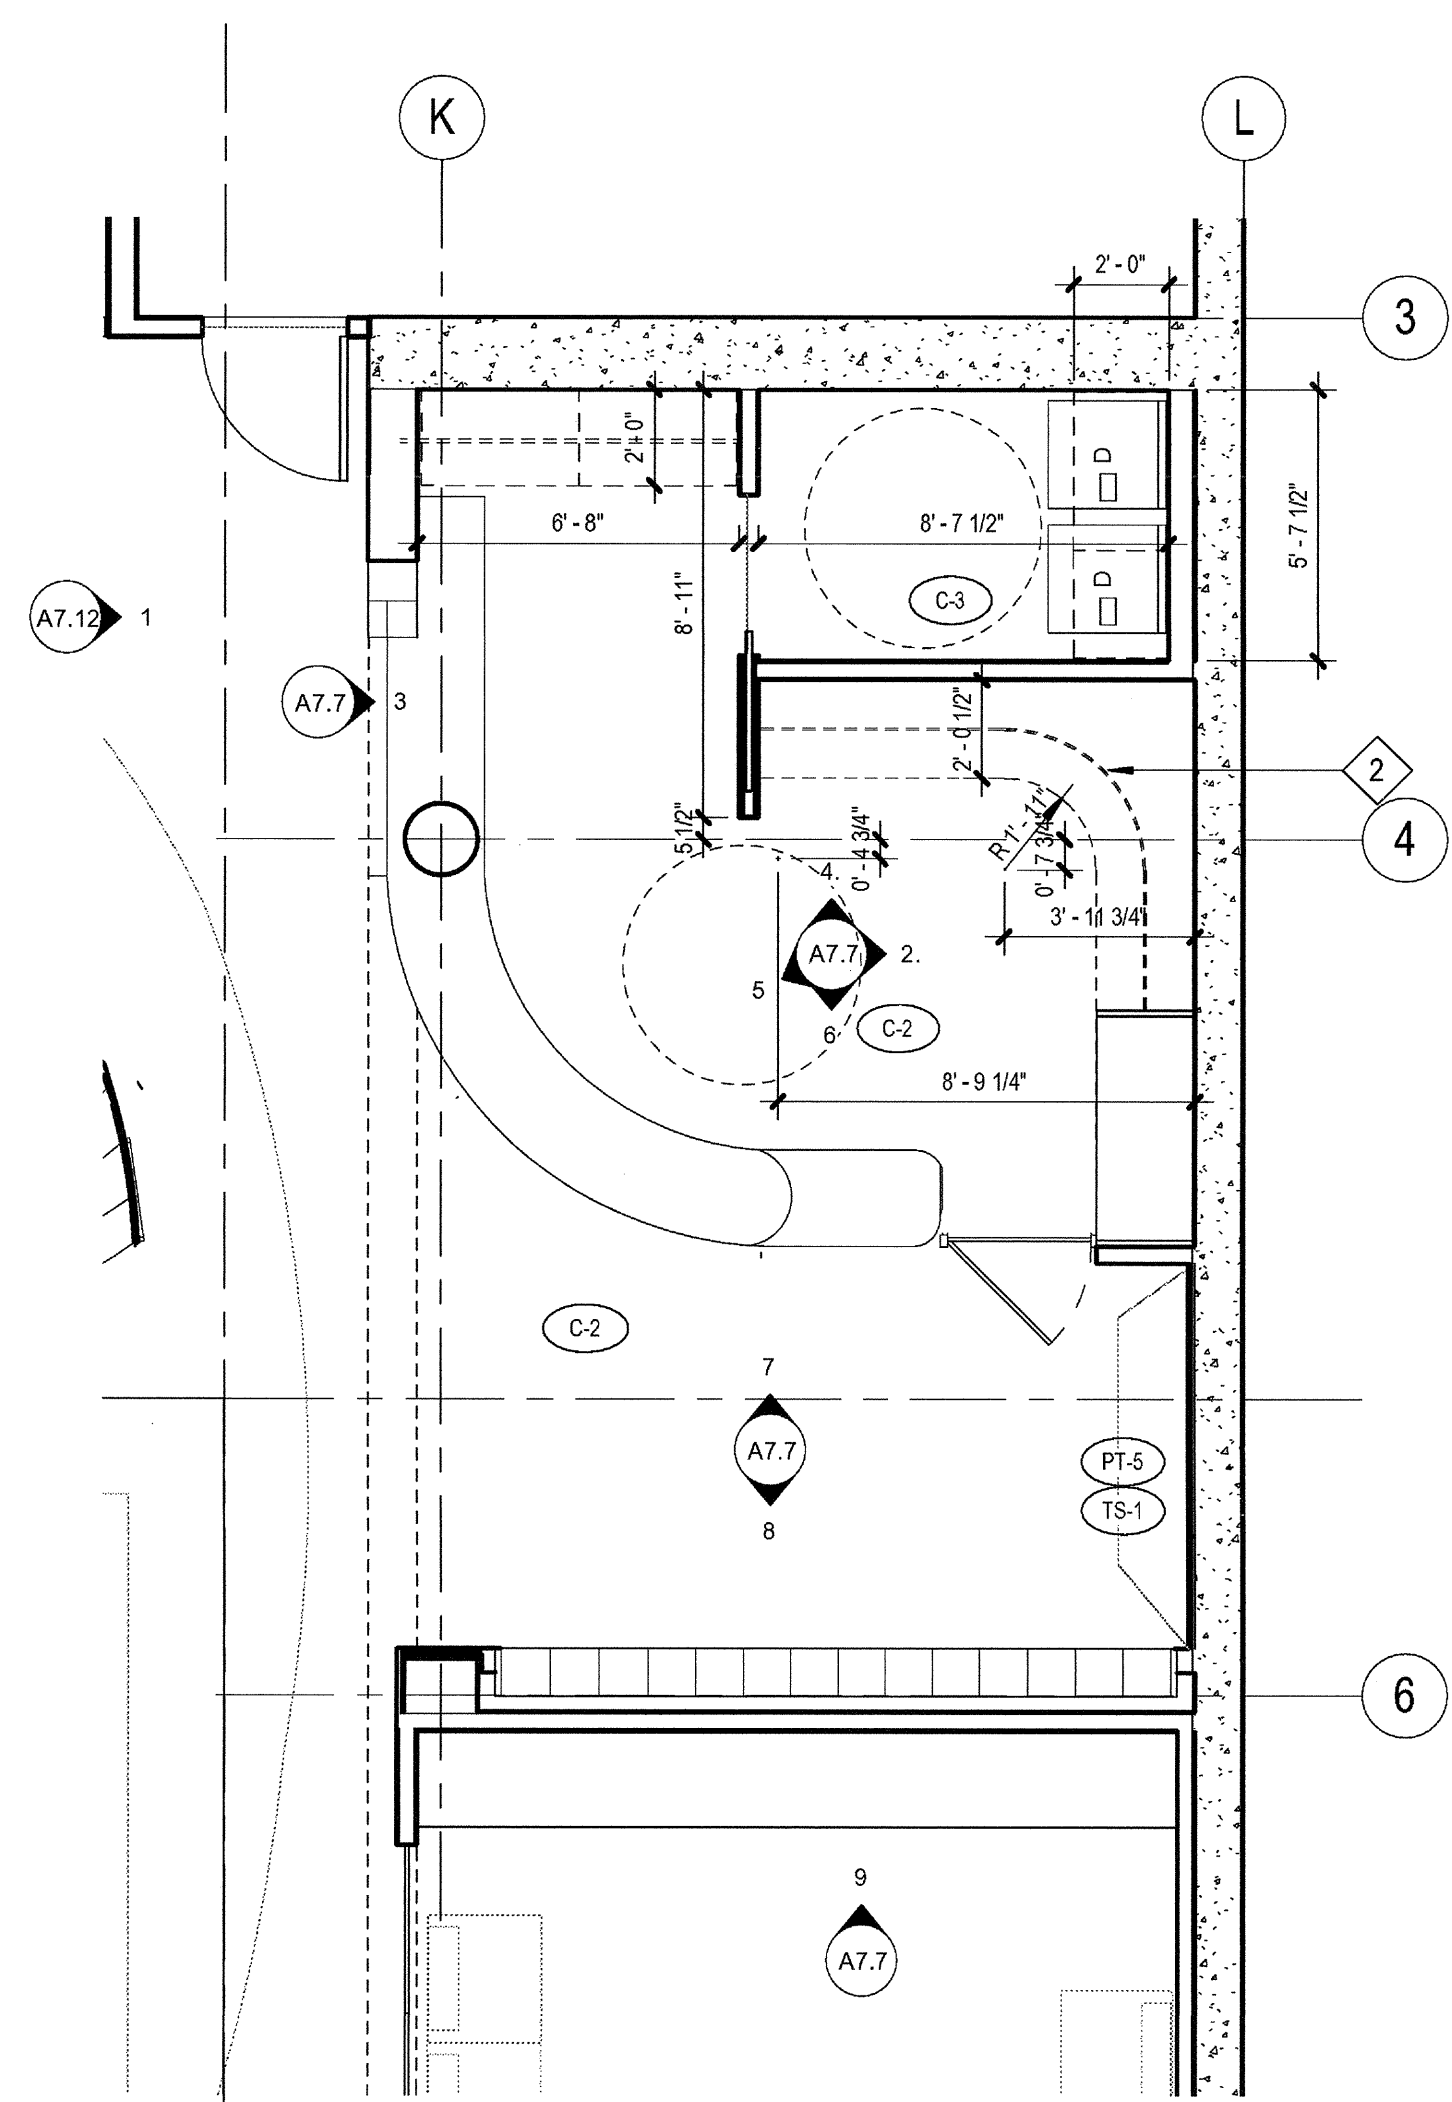 K
L
2' - 0"
3
2' - 0"
D
6' - 8"
8' - 7 1/2"
5' - 7 1/2"
D
C-3
8' - 11"
A7.12
1
A7.7
3
2' - 0 1/2"
2
R 1' - 11"
5 1/2"
0' - 4 3/4"
0' - 7 3/4"
4
4.
3' - 11 3/4"
A7.7
2.
5
6
C-2
8' - 9 1/4"
C-2
7
A7.7
8
PT-5
TS-1
6
9
A7.7